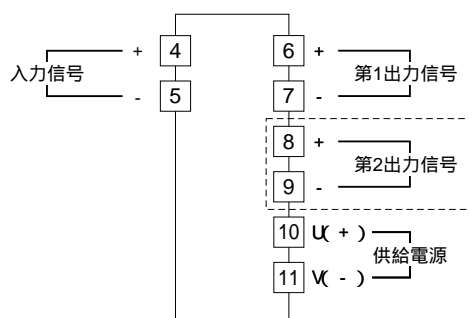 + 4
入力信号
- 5
6 +
第1出力信号
7 -
8 +
第2出力信号
9 -
10 U( + )
供給電源
11 V( - )